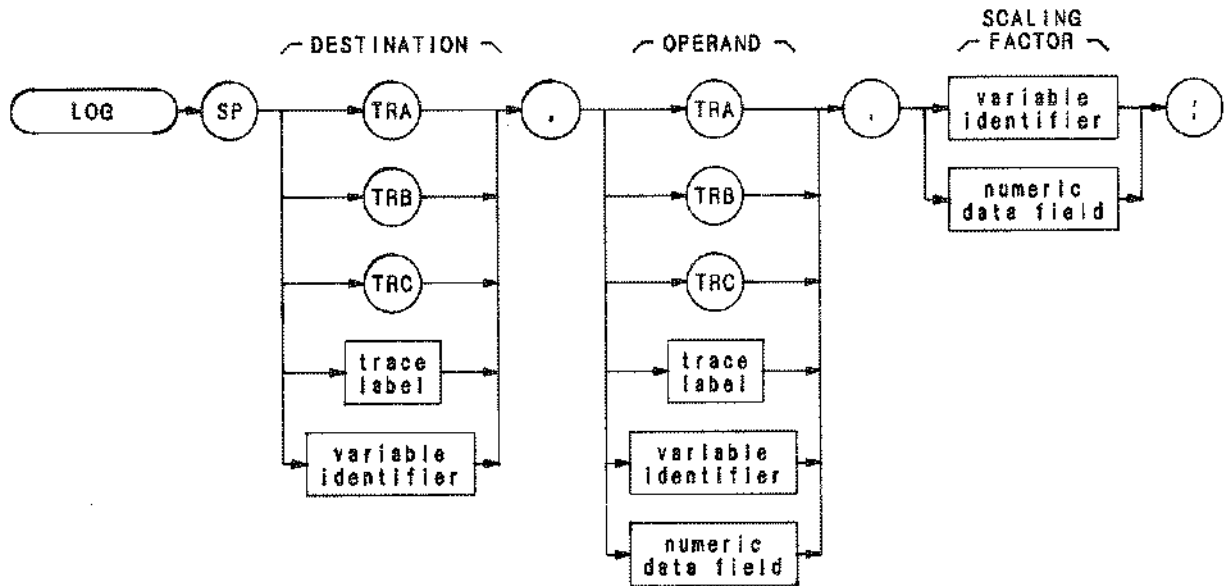 DESTINATION
OPERAND
SCALING
FACTOR
LOG
SP
TRA
,
TRA
,
variable
identifier
;
TRB
TRB
numeric
data field
TRC
TRC
trace
label
trace
label
variable
identifier
variable
identifier
numeric
data field